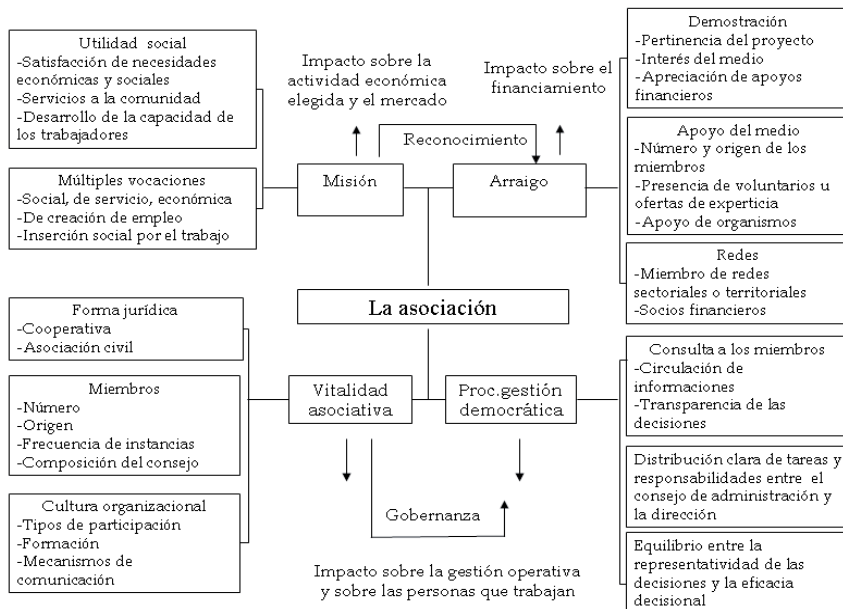 Utilidad social
-Satisfacción de necesidades
económicas y sociales
-Servicios a la comunidad
-Desarrollo de la capacidad de
los trabajadores
Múltiples vocaciones
-Social, de servicio, económica
-De creación de empleo
-Inserción social por el trabajo
Impacto sobre la
actividad económica
elegida y el mercado
Impacto sobre el
financiamiento
Reconocimiento
Misión
Arraigo
Demostración
-Pertinencia del proyecto
-Interés del medio
-Apreciación de apoyos
financieros
Apoyo del medio
-Número y origen de los
miembros
-Presencia de voluntarios u
ofertas de experticia
-Apoyo de organismos
Redes
-Miembro de redes
sectoriales o territoriales
-Socios financieros
La asociación
Forma jurídica
-Cooperativa
-Asociación civil
Miembros
-Número
-Origen
-Frecuencia de instancias
-Composición del consejo
Cultura organizacional
-Tipos de participación
-Formación
-Mecanismos de
comunicación
Vitalidad
asociativa
Proc.gestión
democrática
Gobernanza
Impacto sobre la gestión operativa
y sobre las personas que trabajan
Consulta a los miembros
-Circulación de
informaciones
-Transparencia de las
decisiones
Distribución clara de tareas y
responsabilidades entre el
consejo de administración y
la dirección
Equilibrio entre la
representatividad de las
decisiones y la eficacia
decisional